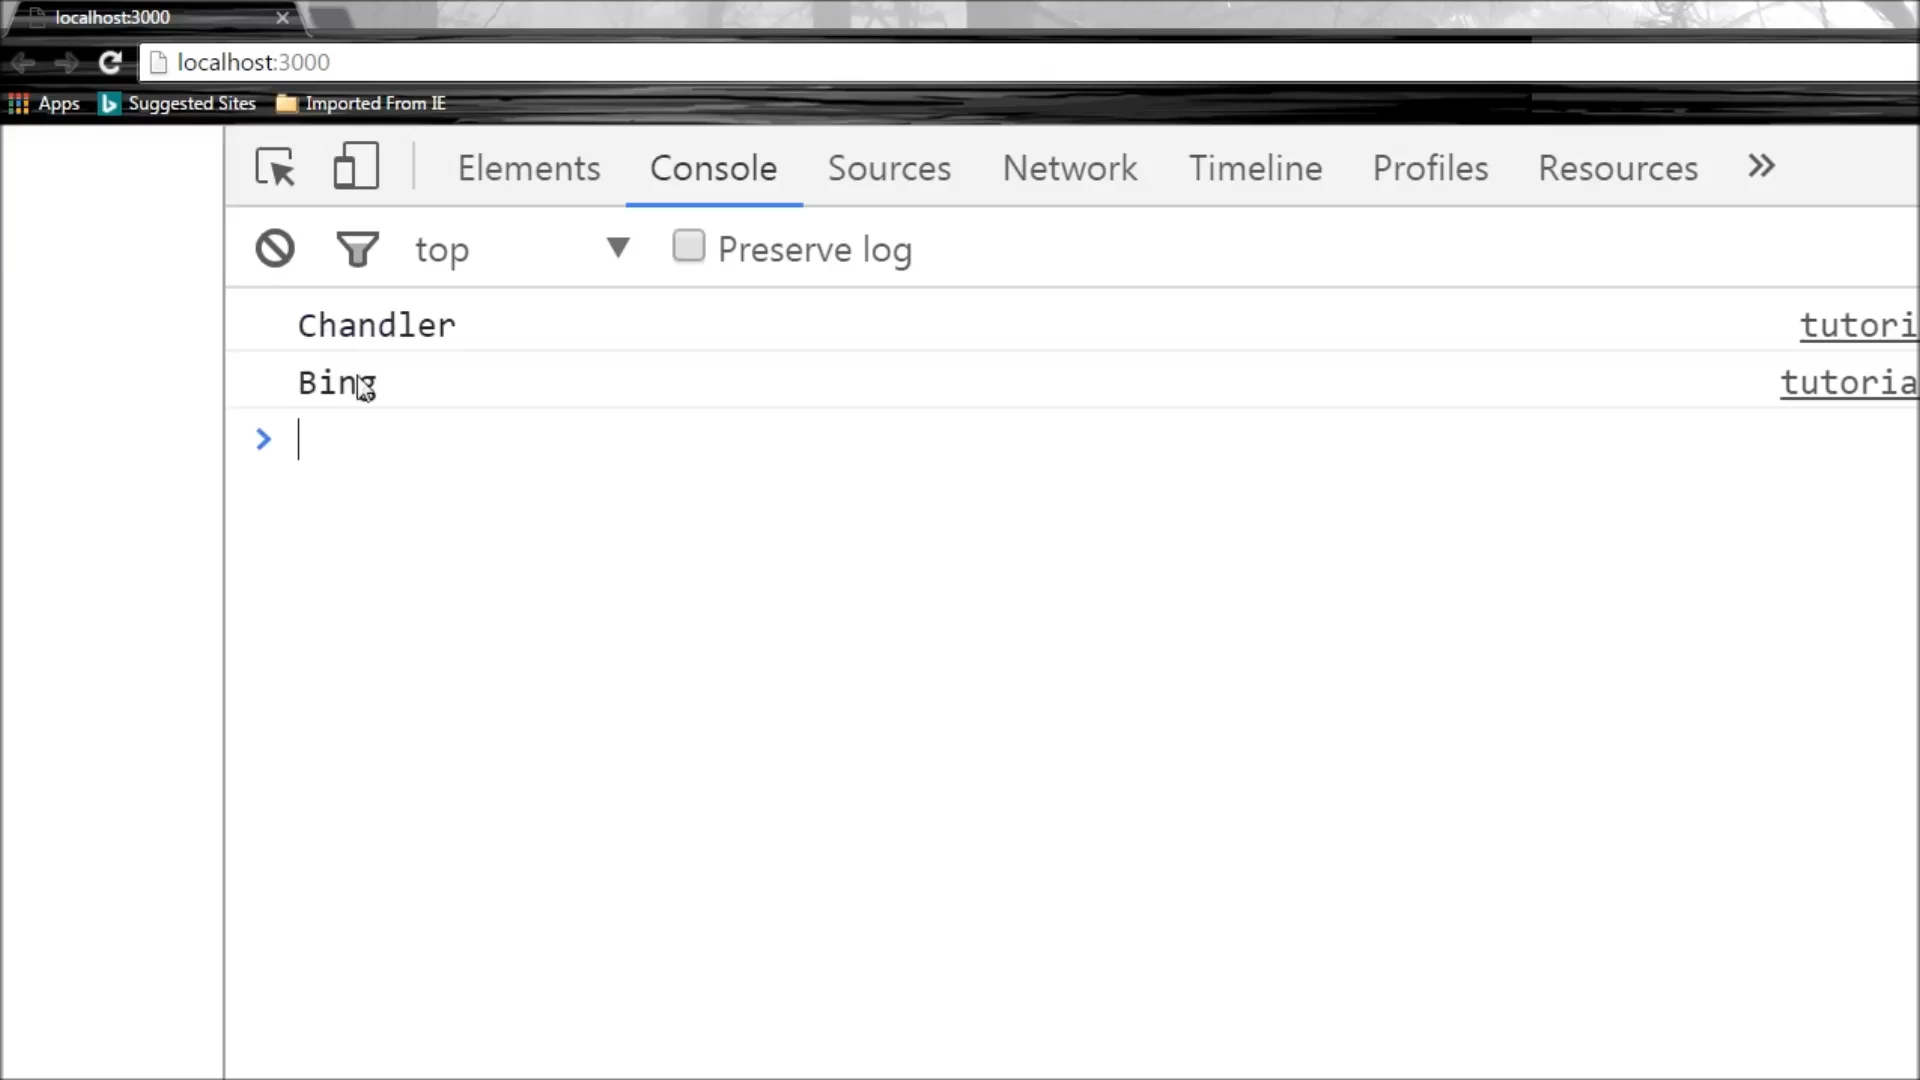 localhost:3000
localhost:3000
Apps Suggested Sites Imported From IE
Elements Console Sources Network Timeline Profiles Resources »
top Preserve log
Chandler tutori
Bing tutoria
>